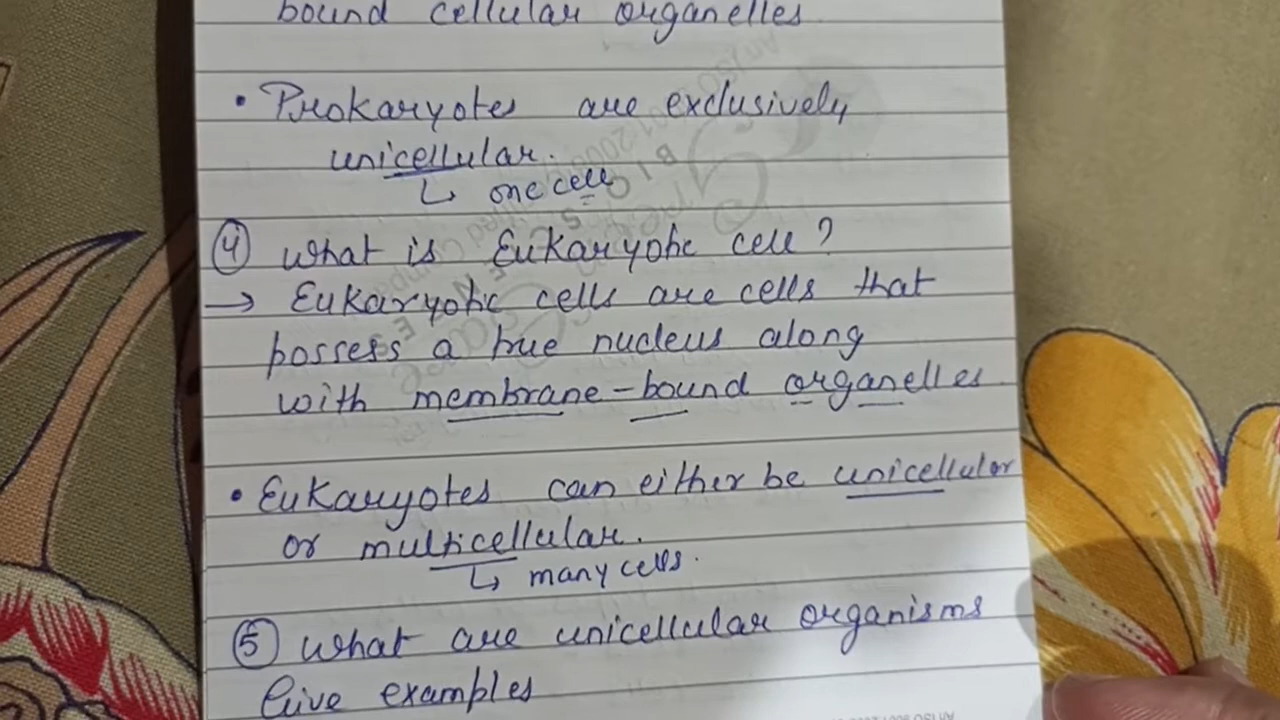 bound cellular organelles
• Prokaryotes are exclusively
unicellular.
↳ one cell
④ What is Eukaryotic cell?
→ Eukaryotic cells are cells that
possess a true nucleus along
with membrane-bound organelles
• Eukaryotes can either be unicellular
or multicellular.
↳ many cells.
⑤ What are unicellular organisms
Give examples